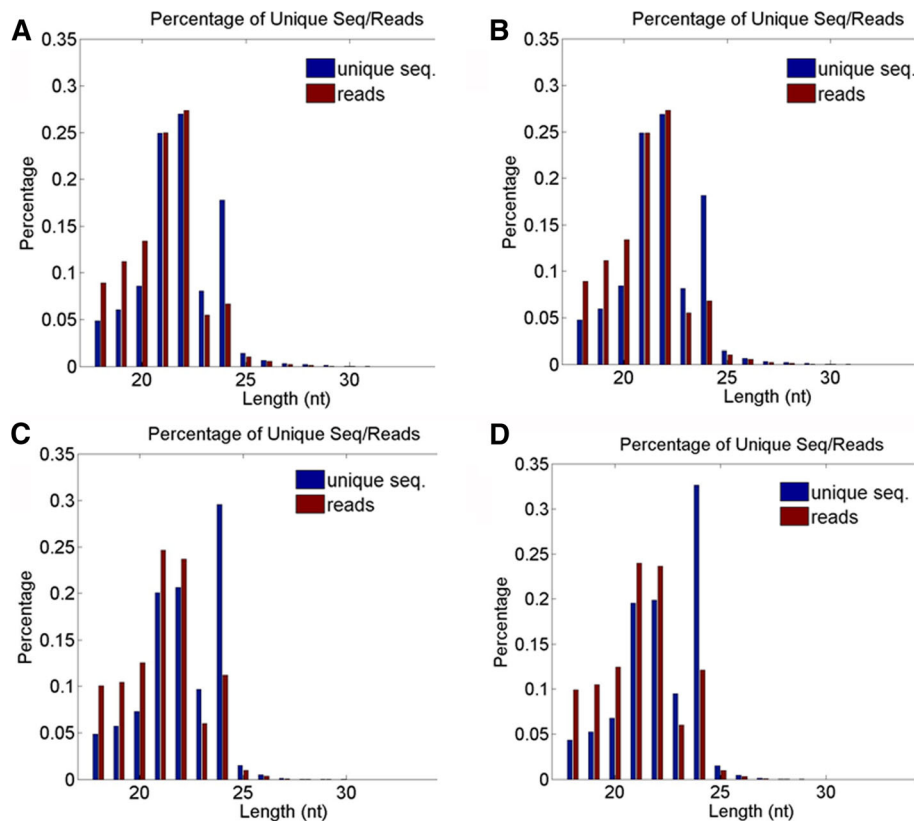 A
Percentage of Unique Seq/Reads
0.35
0.3
0.25
0.2
0.15
0.1
0.05
0
Percentage
unique seq.
reads
20
25
30
Length (nt)
B
Percentage of Unique Seq/Reads
0.35
0.3
0.25
0.2
0.15
0.1
0.05
0
Percentage
unique seq.
reads
20
25
30
Length (nt)
C
Percentage of Unique Seq/Reads
0.35
0.3
0.25
0.2
0.15
0.1
0.05
0
Percentage
unique seq.
reads
20
25
30
Length (nt)
D
Percentage of Unique Seq/Reads
0.35
0.3
0.25
0.2
0.15
0.1
0.05
0
Percentage
unique seq.
reads
20
25
30
Length (nt)